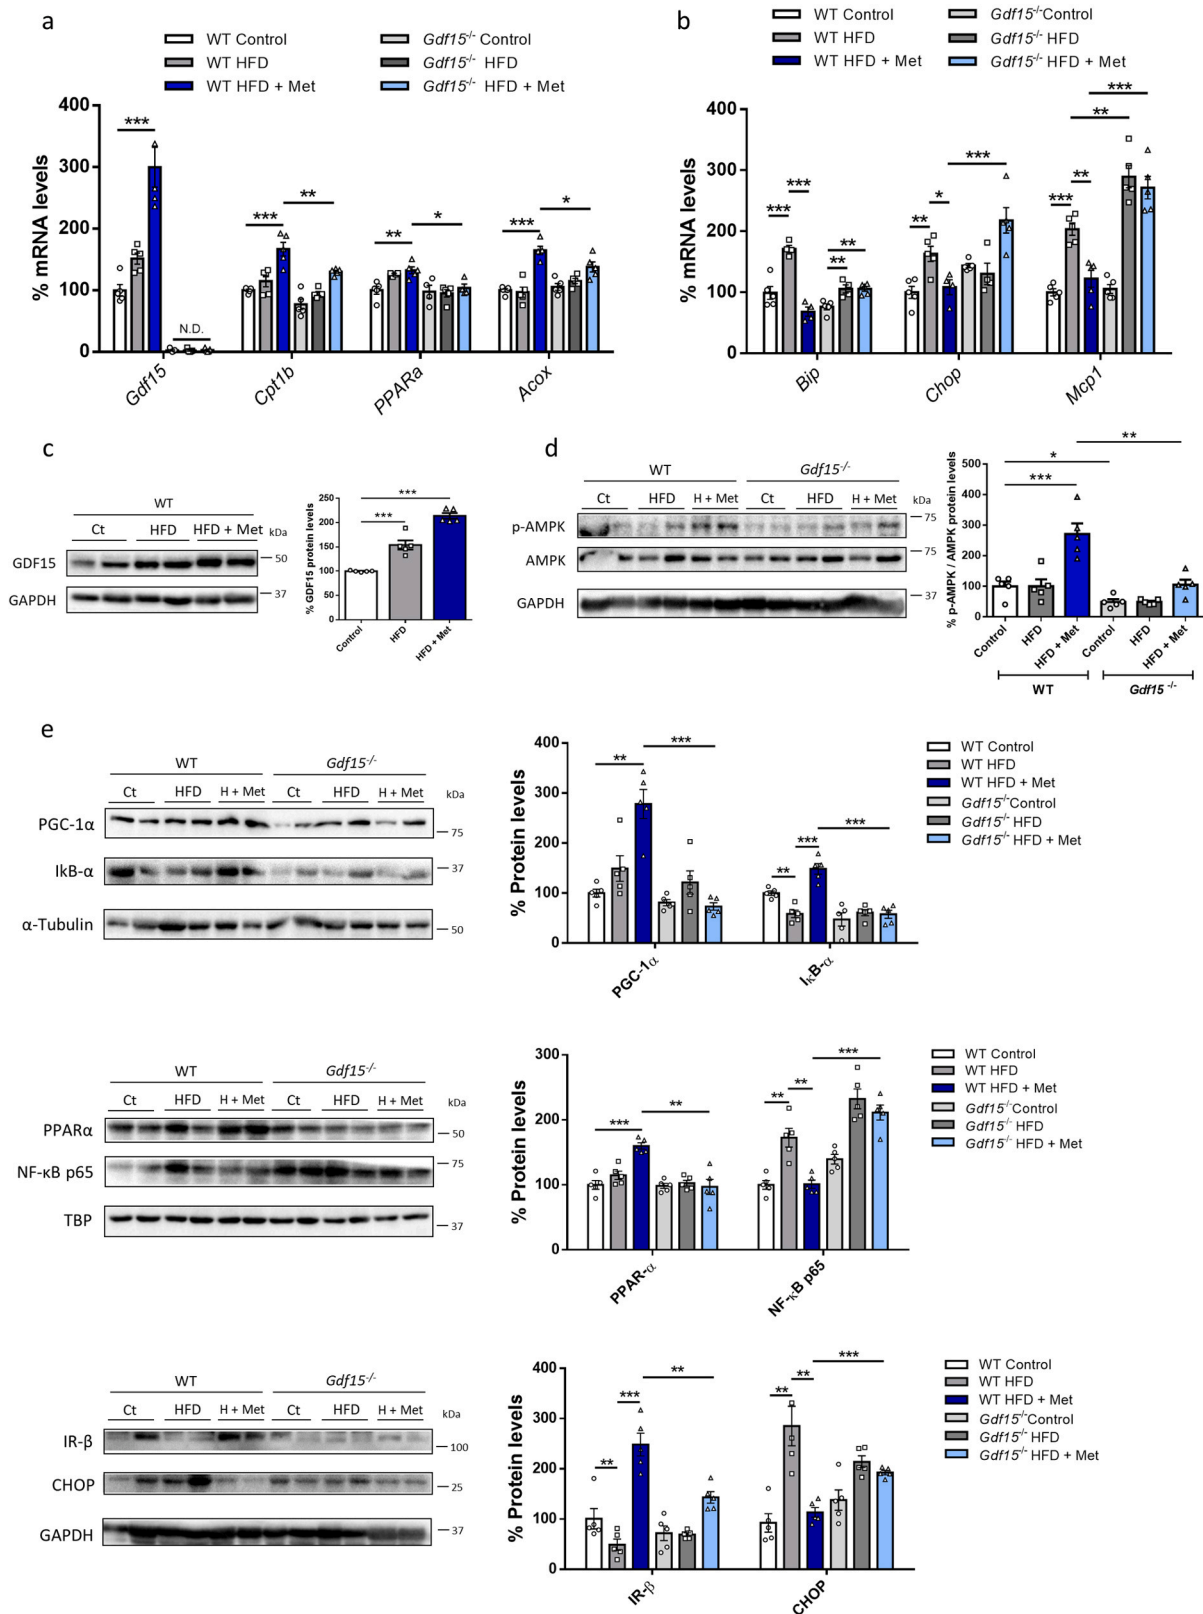 a
WT Control
WT HFD
WT HFD + Met
Gdf15-/- Control
Gdf15-/- HFD
Gdf15-/- HFD + Met
% mRNA levels
400
300
200
100
0
***
N.D.
***
**
**
*
***
*
Gdf15
Cpt1b
PPARa
Acox
b
WT Control
WT HFD
WT HFD + Met
Gdf15-/-Control
Gdf15-/- HFD
Gdf15-/- HFD + Met
% mRNA levels
400
300
200
100
0
***
***
**
**
**
*
***
***
**
**
***
Bip
Chop
Mcp1
c
WT
Ct
HFD
HFD + Met
kDa
GDF15
50
GAPDH
37
% GDF15 protein levels
250
200
150
100
50
0
***
***
Control
HFD
HFD + Met
d
WT
Gdf15-/-
Ct
HFD
H + Met
Ct
HFD
H + Met
kDa
p-AMPK
75
AMPK
75
GAPDH
37
% p-AMPK / AMPK protein levels
500
400
300
200
100
0
**
*
***
Control
HFD
HFD + Met
Control
HFD
HFD + Met
WT
Gdf15 -/-
e
WT
Gdf15-/-
Ct
HFD
H + Met
Ct
HFD
H + Met
kDa
PGC-1α
75
IkB-α
37
α-Tubulin
50
% Protein levels
400
300
200
100
0
**
***
**
***
***
PGC-1α
IκB-α
WT Control
WT HFD
WT HFD + Met
Gdf15-/-Control
Gdf15-/- HFD
Gdf15-/- HFD + Met
WT
Gdf15-/-
Ct
HFD
H + Met
Ct
HFD
H + Met
kDa
PPARα
50
NF-κB p65
75
TBP
37
% Protein levels
300
200
100
0
***
**
**
**
***
PPAR-α
NF-κB p65
WT Control
WT HFD
WT HFD + Met
Gdf15-/-Control
Gdf15-/- HFD
Gdf15-/- HFD + Met
WT
Gdf15-/-
Ct
HFD
H + Met
Ct
HFD
H + Met
kDa
IR-β
100
CHOP
25
GAPDH
37
% Protein levels
400
300
200
100
0
**
***
**
**
**
***
IR-β
CHOP
WT Control
WT HFD
WT HFD + Met
Gdf15-/-Control
Gdf15-/- HFD
Gdf15-/- HFD + Met